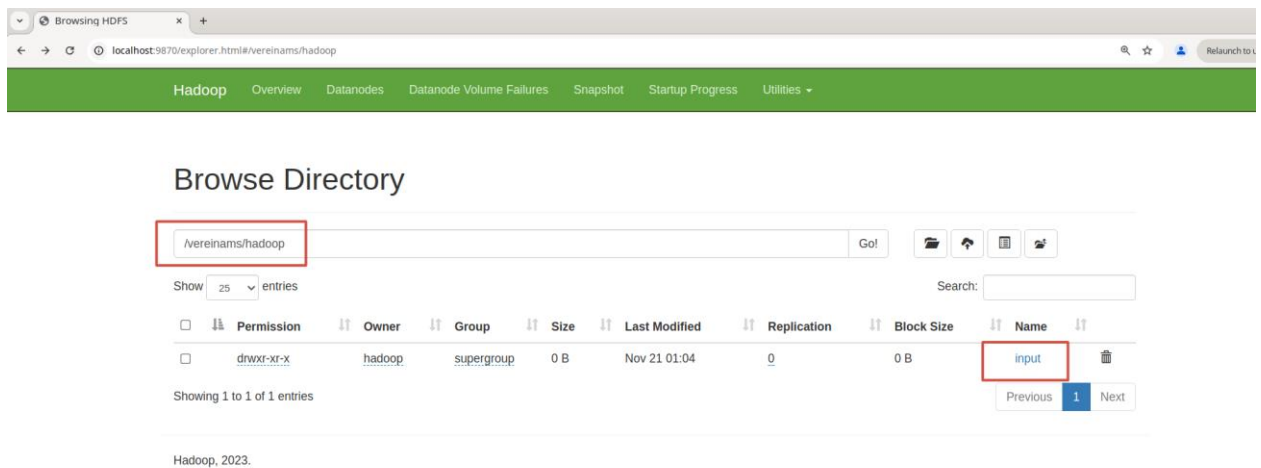 Browsing HDFS
localhost:9870/explorer.html#/vereinams/hadoop
Relaunch to u
Hadoop Overview Datanodes Datanode Volume Failures Snapshot Startup Progress Utilities
Browse Directory
/vereinams/hadoop Go!
Show 25 entries Search:
Permission Owner Group Size Last Modified Replication Block Size Name
drwxr-xr-x hadoop supergroup 0 B Nov 21 01:04 0 0 B input
Showing 1 to 1 of 1 entries Previous 1 Next
Hadoop, 2023.